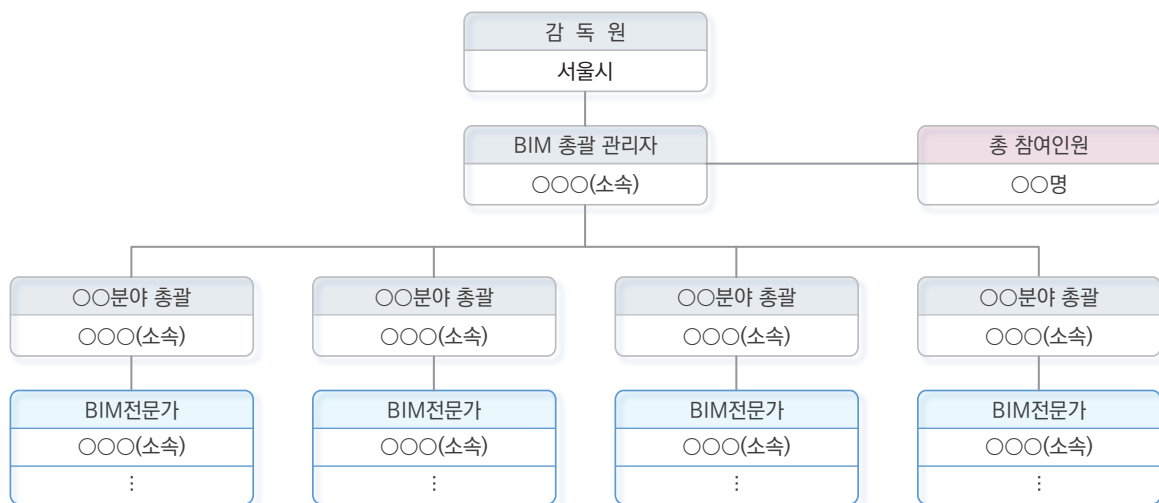 감 독 원
서울시
BIM 총괄 관리자
○○○(소속)
총 참여인원
○○명
○○분야 총괄
○○○(소속)
○○분야 총괄
○○○(소속)
○○분야 총괄
○○○(소속)
○○분야 총괄
○○○(소속)
BIM전문가
○○○(소속)
⋮
BIM전문가
○○○(소속)
⋮
BIM전문가
○○○(소속)
⋮
BIM전문가
○○○(소속)
⋮